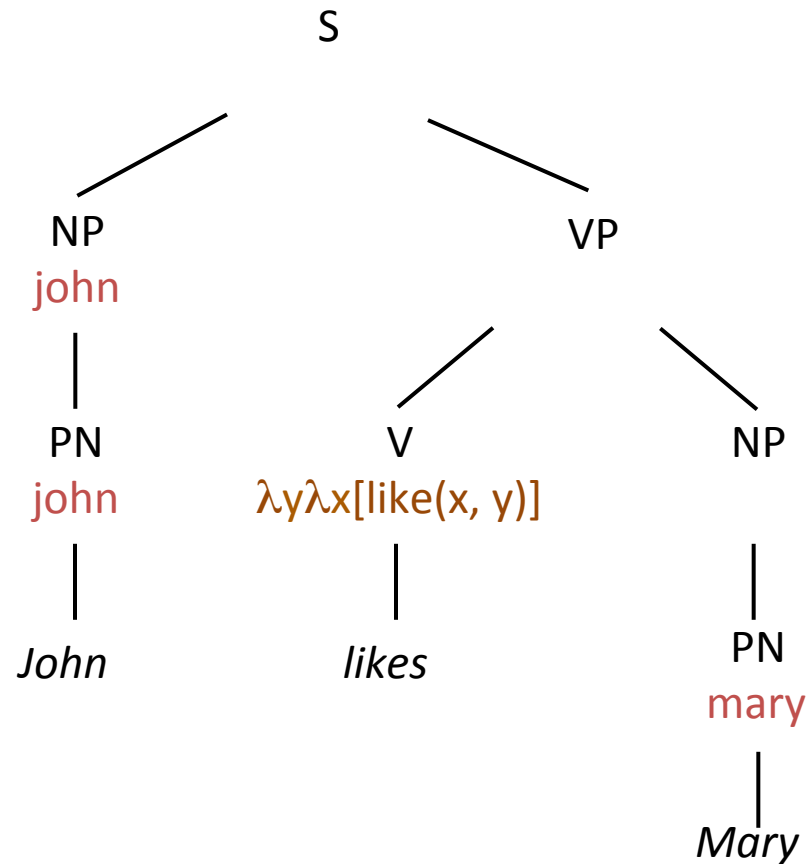 S
NP VP
john
PN V NP
john λyλx[like(x, y)]
John likes PN
mary
Mary